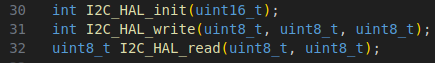 30 int I2C_HAL_init(uint16_t);
31 int I2C_HAL_write(uint8_t, uint8_t, uint8_t);
32 uint8_t I2C_HAL_read(uint8_t, uint8_t);